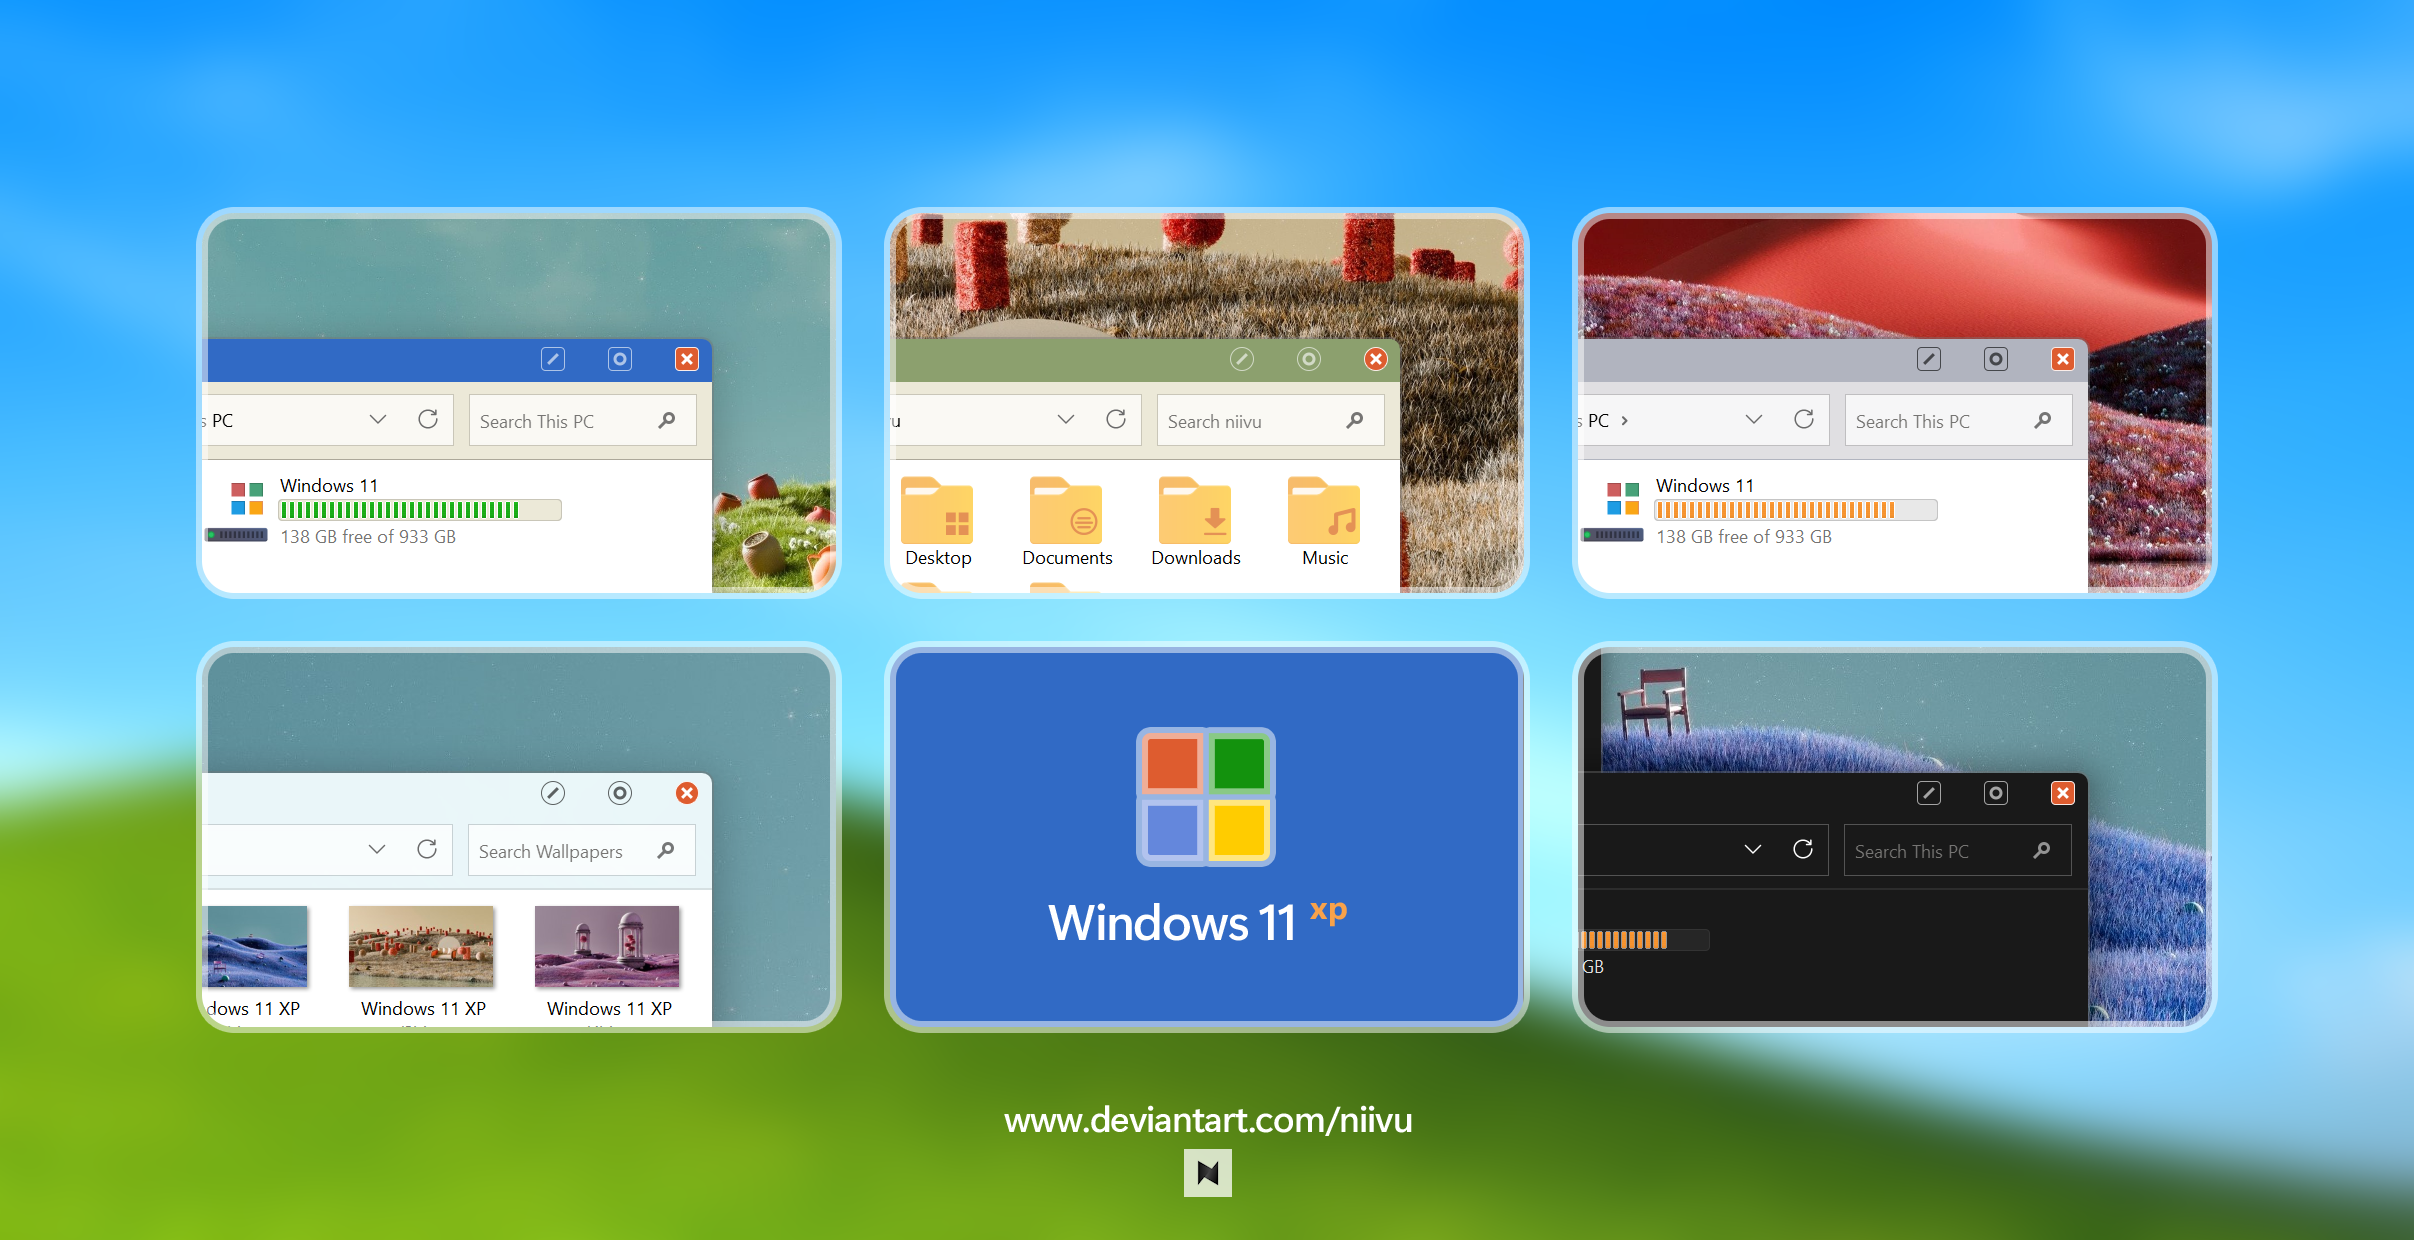 PC
Search This PC
Windows 11
138 GB free of 933 GB
Search niivu
Desktop
Documents
Downloads
Music
PC
Search This PC
Windows 11
138 GB free of 933 GB
Search Wallpapers
dows 11 XP
Windows 11 XP
Windows 11 XP
Windows 11 xp
Search This PC
GB
www.deviantart.com/niivu